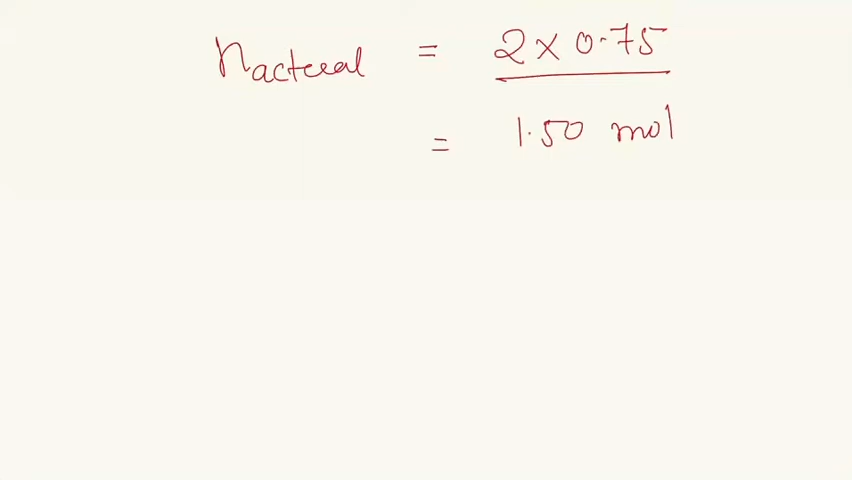 nactual = 2 × 0.75
= 1.50 mol